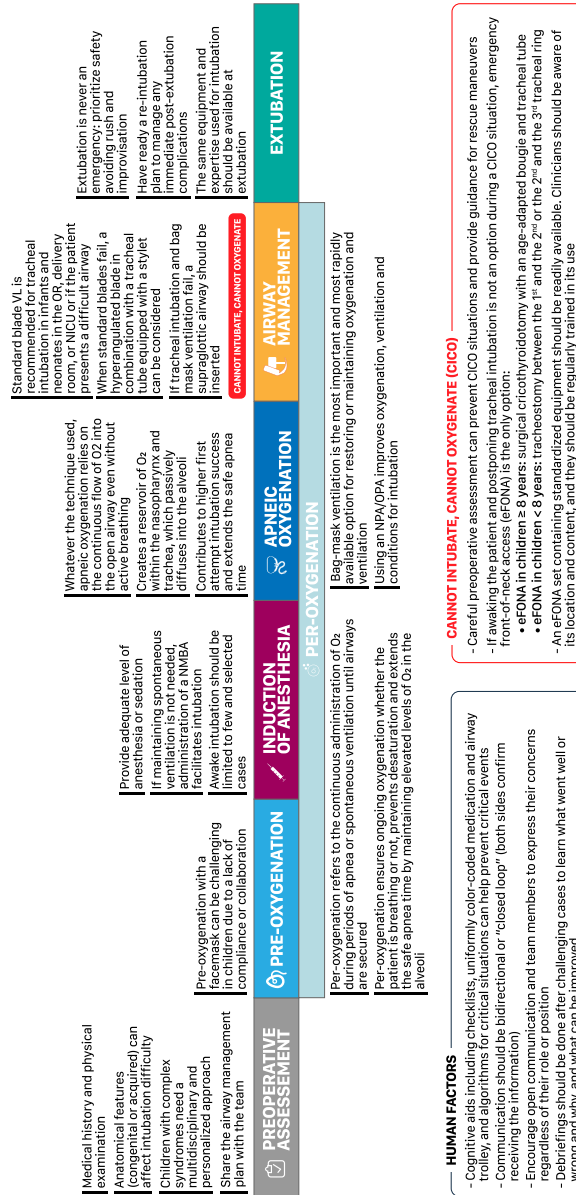 Medical history and physical
examination
Anatomical features
(congenital or acquired) can
affect intubation difficulty
Children with complex
syndromes need a
multidisciplinary and
personalized approach
Share the airway management
plan with the team
PREOPERATIVE
ASSESSEMENT
Pre-oxygenation with a
facemask can be challenging
in children due to a lack of
compliance or collaboration
PRE-OXYGENATION
Provide adequate level of
anesthesia or sedation
If maintaining spontaneous
ventilation is not needed,
administration of a NMBA
facilitates intubation
Awake intubation should be
limited to few and selected
cases
INDUCTION
OF ANESTHESIA
Whatever the technique used,
apneic oxygenation relies on
the continuous flow of O2 into
the open airway even without
active breathing
Creates a reservoir of O₂
within the nasopharynx and
trachea, which passively
diffuses into the alveoli
Contributes to higher first
attempt intubation success
and extends the safe apnea
time
APNEIC
OXYGENATION
Standard blade VL is
recommended for tracheal
intubation in infants and
neonates in the OR, delivery
room, or NICU or if the patient
presents a difficult airway
When standard blades fail, a
hyperangulated blade in
combination with a tracheal
tube equipped with a stylet
can be considered
If tracheal intubation and bag
mask ventilation fail, a
supraglottic airway should be
inserted
CANNOT INTUBATE, CANNOT OXYGENATE
AIRWAY
MANAGEMENT
Extubation is never an
emergency: prioritize safety
avoiding rush and
improvisation
Have ready a re-intubation
plan to manage any
immediate post-extubation
complications
The same equipment and
expertise used for intubation
should be available at
extubation
EXTUBATION
PER-OXYGENATION
Per-oxygenation refers to the continuous administration of O₂
during periods of apnea or spontaneous ventilation until airways
are secured
Per-oxygenation ensures ongoing oxygenation whether the
patient is breathing or not, prevents desaturation and extends
the safe apnea time by maintaining elevated levels of O₂ in the
alveoli
Bag-mask ventilation is the most important and most rapidly
available option for restoring or maintaining oxygenation and
ventilation
Using an NPA/OPA improves oxygenation, ventilation and
conditions for intubation
HUMAN FACTORS
- Cognitive aids including checklists, uniformly color-coded medication and airway
trolley, and algorithms for critical situations can help prevent critical events
- Communication should be bidirectional or "closed loop" (both sides confirm
receiving the information)
- Encourage open communication and team members to express their concerns
regardless of their role or position
- Debriefings should be done after challenging cases to learn what went well or
wrong and why, and what can be improved
CANNOT INTUBATE, CANNOT OXYGENATE (CICO)
- Careful preoperative assessment can prevent CICO situations and provide guidance for rescue maneuvers
- If awaking the patient and postponing tracheal intubation is not an option during a CICO situation, emergency
front-of-neck access (eFONA) is the only option:
• eFONA in children ≥ 8 years: surgical cricothyroidotomy with an age-adapted bougie and tracheal tube
• eFONA in children < 8 years: tracheostomy between the 1st and the 2nd or the 2nd and the 3rd tracheal ring
- An eFONA set containing standardized equipment should be readily available. Clinicians should be aware of
its location and content, and they should be regularly trained in its use